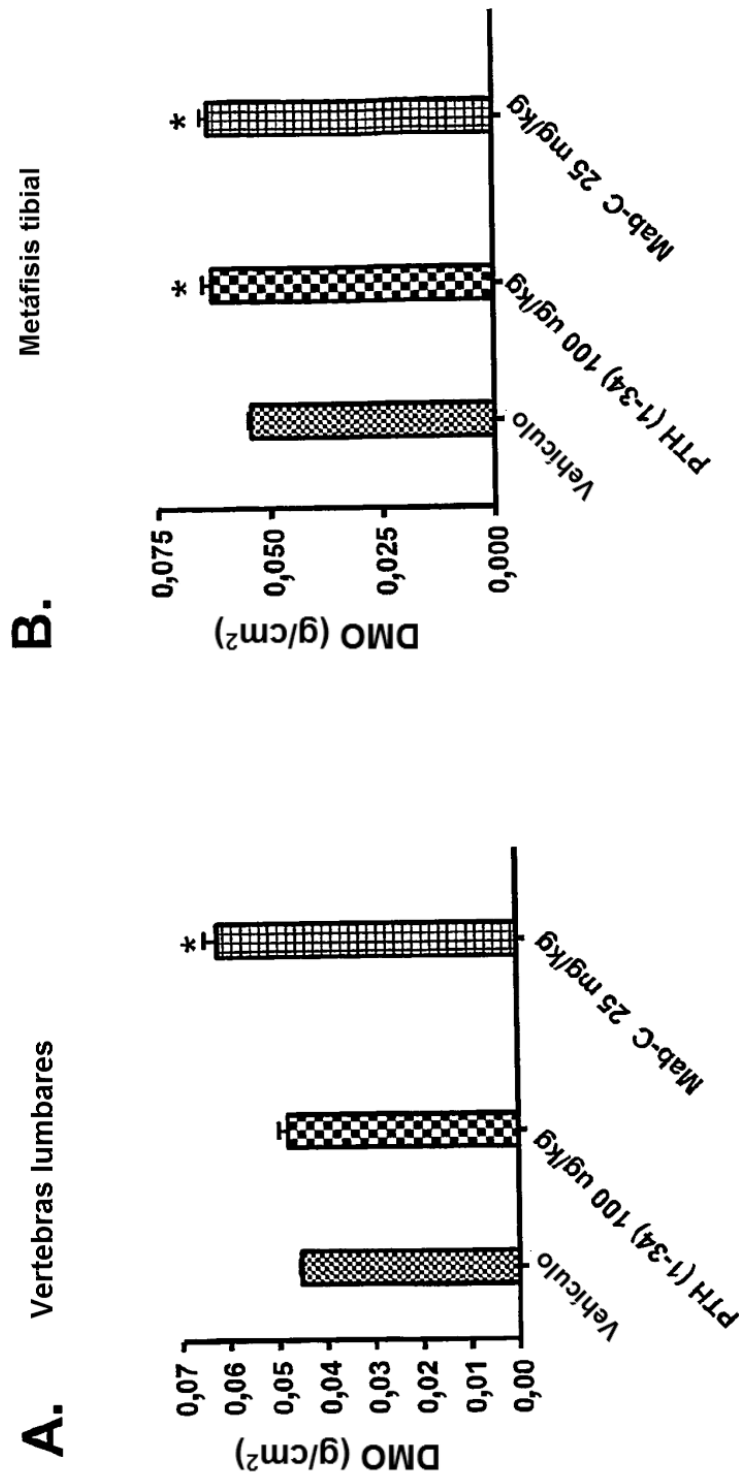 A.
Vertebras lumbares
DMO (g/cm²)
0,07
0,06
0,05
0,04
0,03
0,02
0,01
0,00
*
Vehículo
PTH (1-34) 100 ug/kg
Mab-C 25 mg/kg
B.
Metáfisis tibial
DMO (g/cm²)
0,075
0,050
0,025
0,000
*
*
Vehículo
PTH (1-34) 100 ug/kg
Mab-C 25 mg/kg